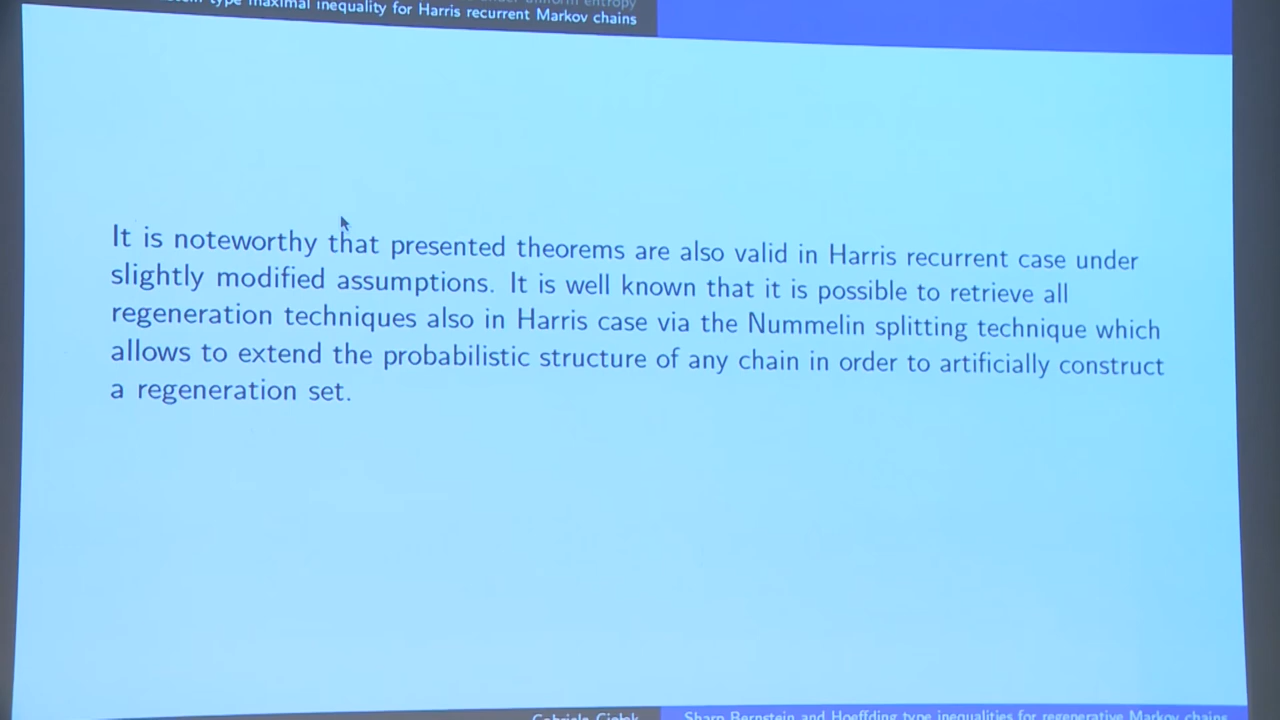 type maximal inequality for Harris recurrent Markov chains
It is noteworthy that presented theorems are also valid in Harris recurrent case under
slightly modified assumptions. It is well known that it is possible to retrieve all
regeneration techniques also in Harris case via the Nummelin splitting technique which
allows to extend the probabilistic structure of any chain in order to artificially construct
a regeneration set.
Sharp Bernstein and Hoeffding type inequalities for regenerative Markov chains